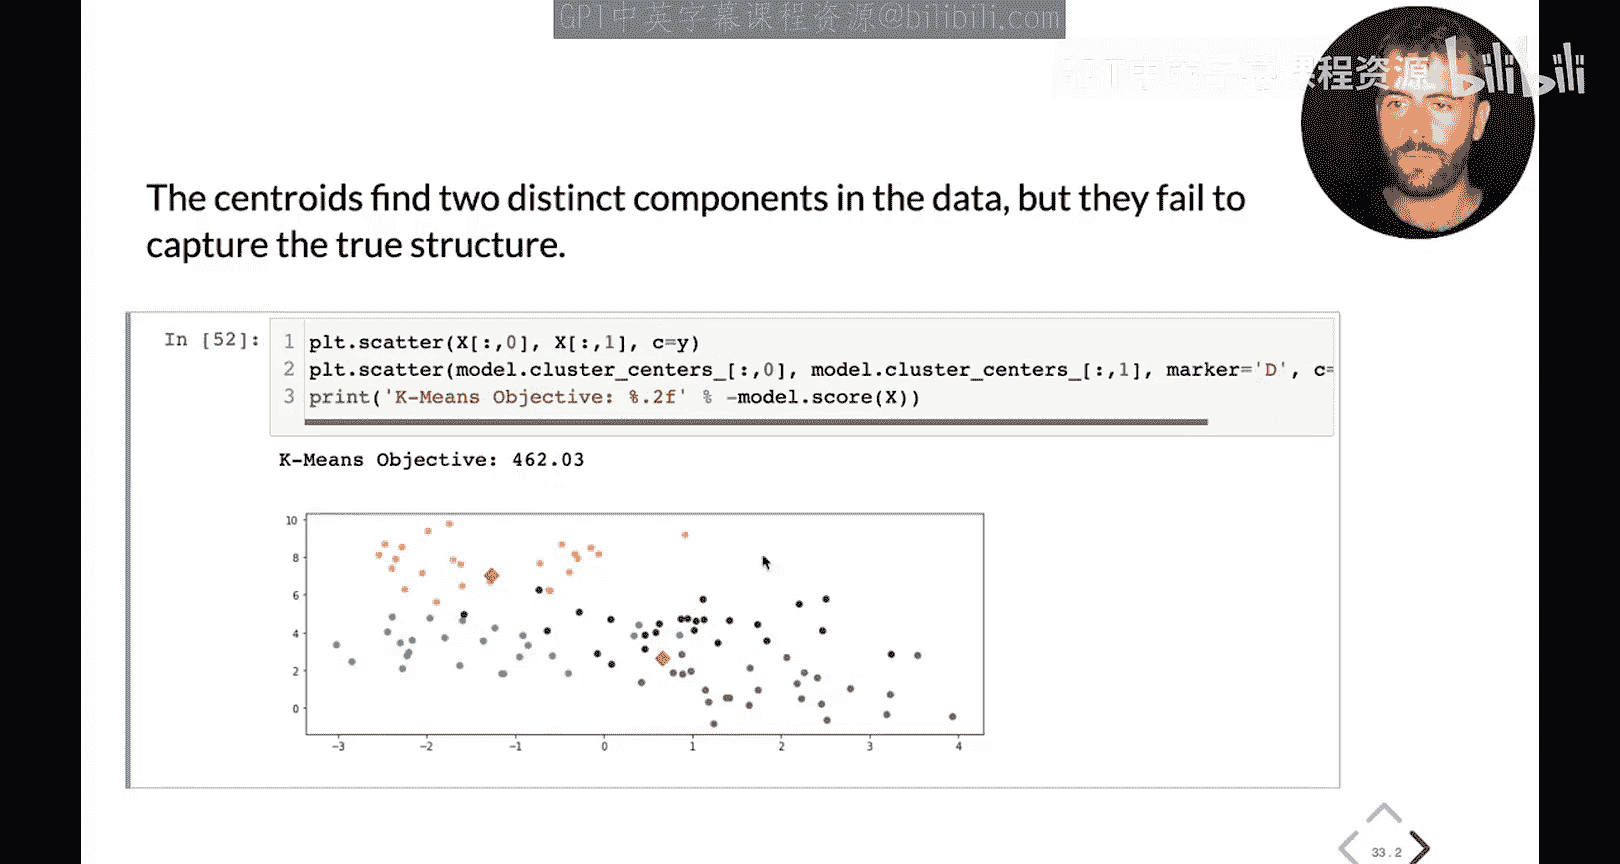 GPT中英字幕课程资源@bilibili.com
课程资源 bilibili
The centroids find two distinct components in the data, but they fail to
capture the true structure.
In [52]:
1 plt.scatter(X[:,0], X[:,1], c=y)
2 plt.scatter(model.cluster_centers_[:,0], model.cluster_centers_[:,1], marker='D', c=
3 print('K-Means Objective: %.2f' % -model.score(X))
K-Means Objective: 462.03
10
8
6
4
2
0
−3 −2 −1 0 1 2 3 4
33.2